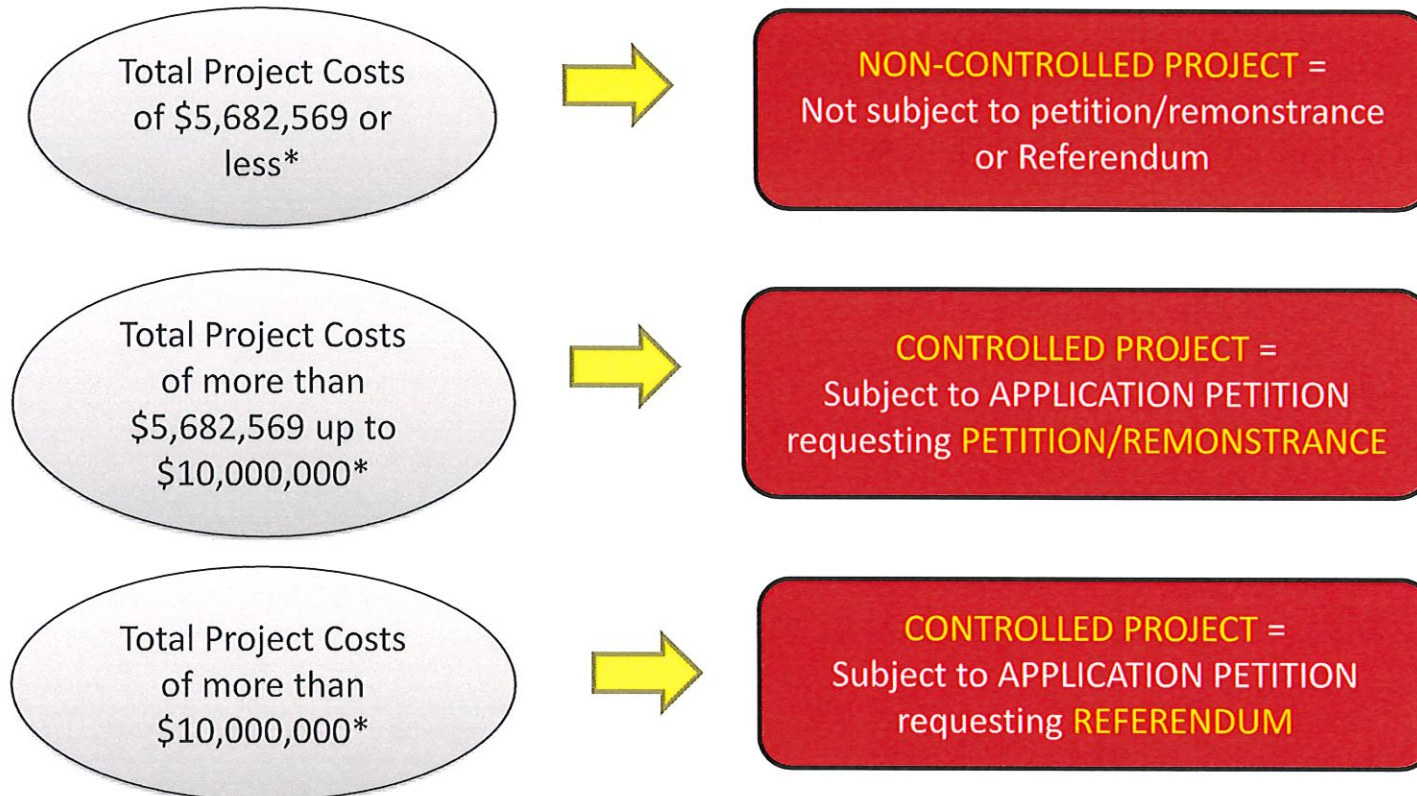 Total Project Costs
of $5,682,569 or
less*
NON-CONTROLLED PROJECT =
Not subject to petition/remonstrance
or Referendum
Total Project Costs
of more than
$5,682,569 up to
$10,000,000*
CONTROLLED PROJECT =
Subject to APPLICATION PETITION
requesting PETITION/REMONSTRANCE
Total Project Costs
of more than
$10,000,000*
CONTROLLED PROJECT =
Subject to APPLICATION PETITION
requesting REFERENDUM